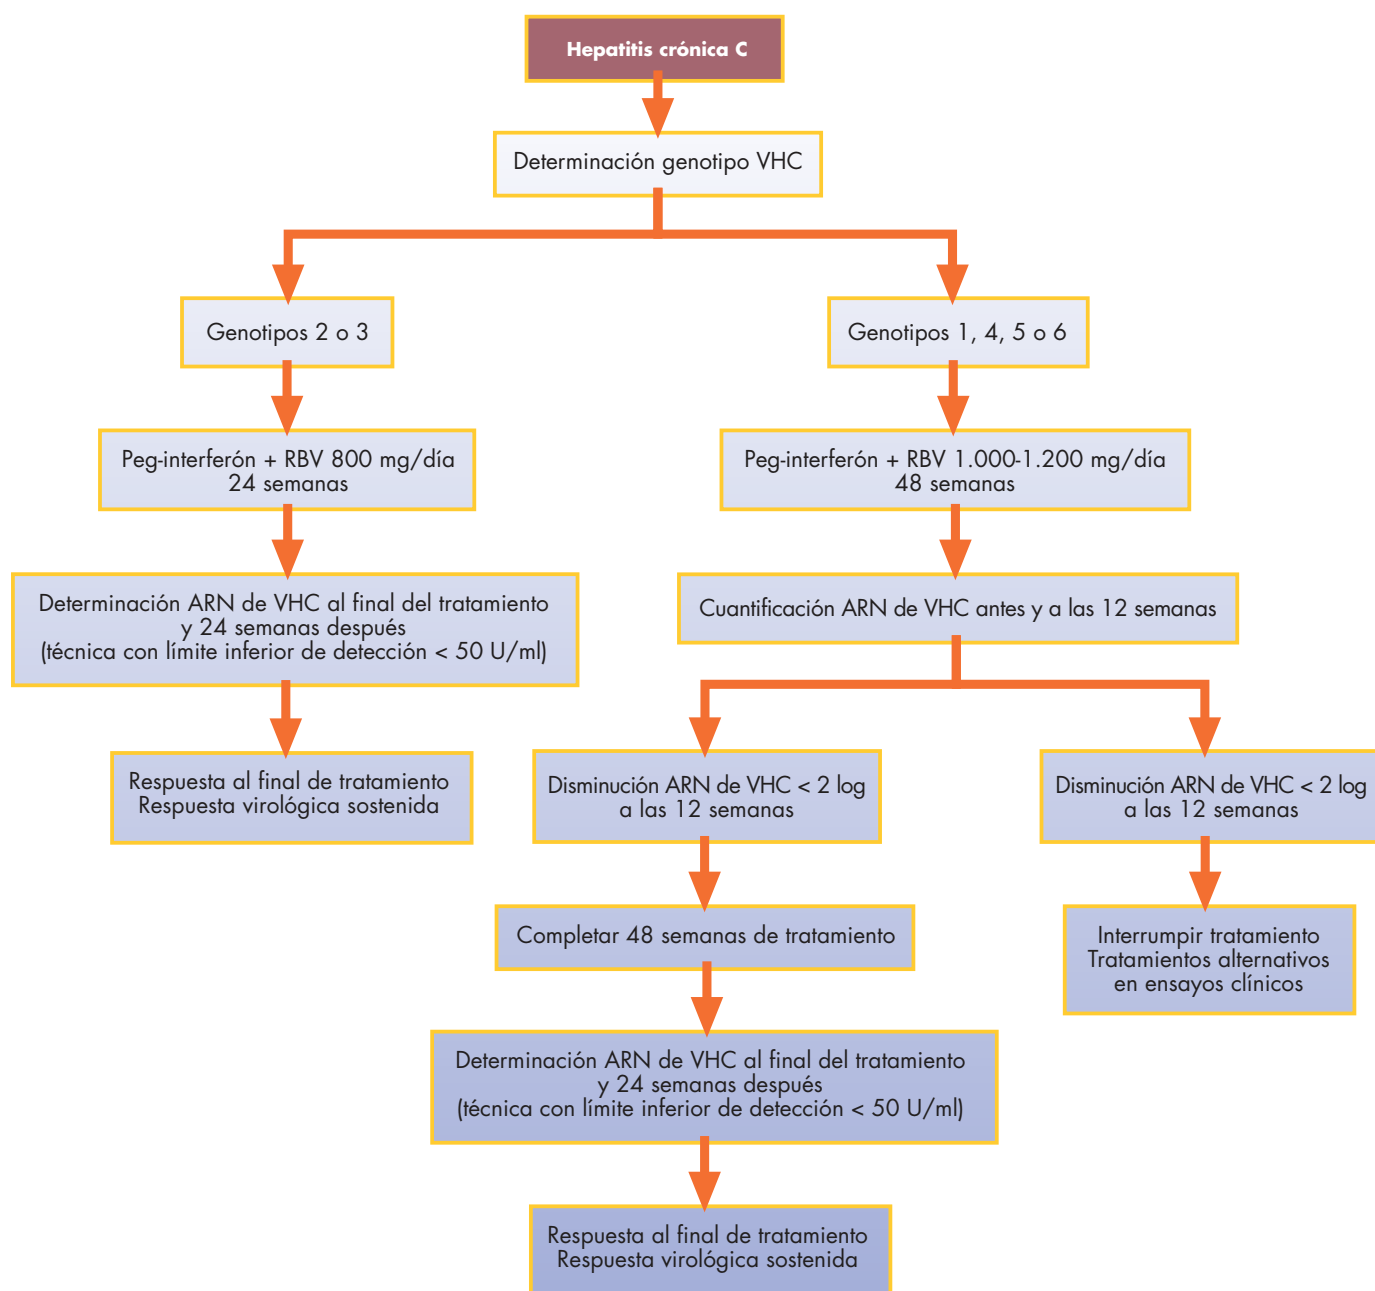 Hepatitis crónica C
Determinación genotipo VHC
Genotipos 2 o 3
Genotipos 1, 4, 5 o 6
Peg-interferón + RBV 800 mg/día
24 semanas
Peg-interferón + RBV 1.000-1.200 mg/día
48 semanas
Determinación ARN de VHC al final del tratamiento
y 24 semanas después
(técnica con límite inferior de detección < 50 U/ml)
Cuantificación ARN de VHC antes y a las 12 semanas
Respuesta al final de tratamiento
Respuesta virológica sostenida
Disminución ARN de VHC < 2 log
a las 12 semanas
Disminución ARN de VHC < 2 log
a las 12 semanas
Completar 48 semanas de tratamiento
Interrumpir tratamiento
Tratamientos alternativos
en ensayos clínicos
Determinación ARN de VHC al final del tratamiento
y 24 semanas después
(técnica con límite inferior de detección < 50 U/ml)
Respuesta al final de tratamiento
Respuesta virológica sostenida